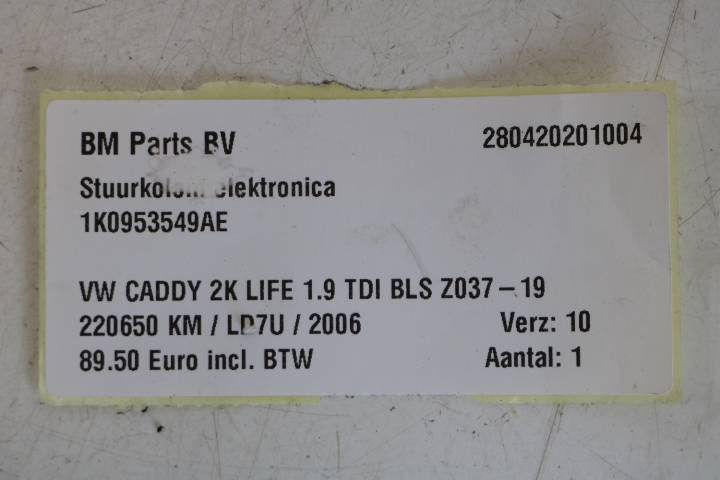 BM Parts BV 280420201004
Stuurkolom elektronica
1K0953549AE
VW CADDY 2K LIFE 1.9 TDI BLS Z037-19
220650 KM / / 2006 Verz: 10
89.50 Euro incl. BTW Aantal: 1